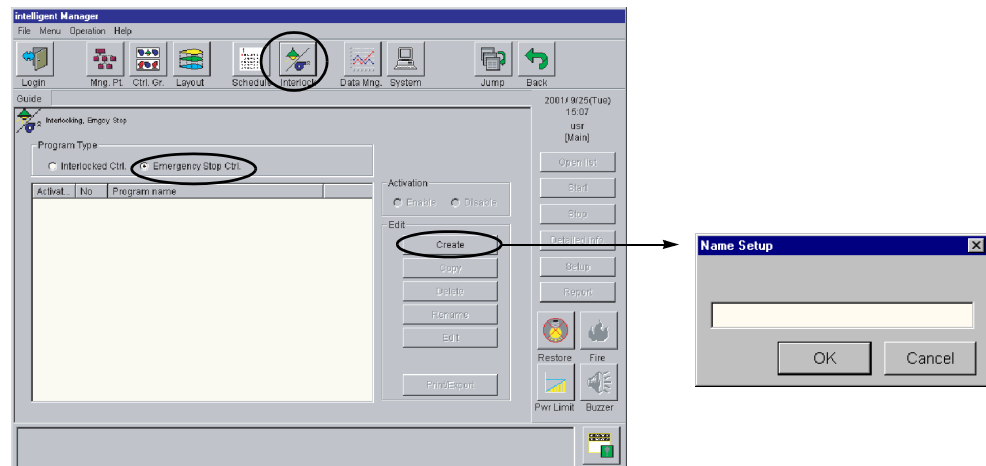 intelligent Manager
File Menu Operation Help
Login Mng. Pt. Ctrl. Gr. Layout Schedule Interlock Data Mng. System Jump Back
Guide
2001/ 9/25(Tue)
15:07
usr
[Main]
Interlocking, Emgcy. Stop
Program Type
Interlocked Ctrl. Emergency Stop Ctrl.
Activat... No Program name
Activation
Enable Disable
Edit
Create
Copy
Delete
Rename
Edit
Print/Export
Open list
Start
Stop
Detailed Info
Setup
Report
Restore Fire
Pwr Limit Buzzer
Name Setup
OK Cancel